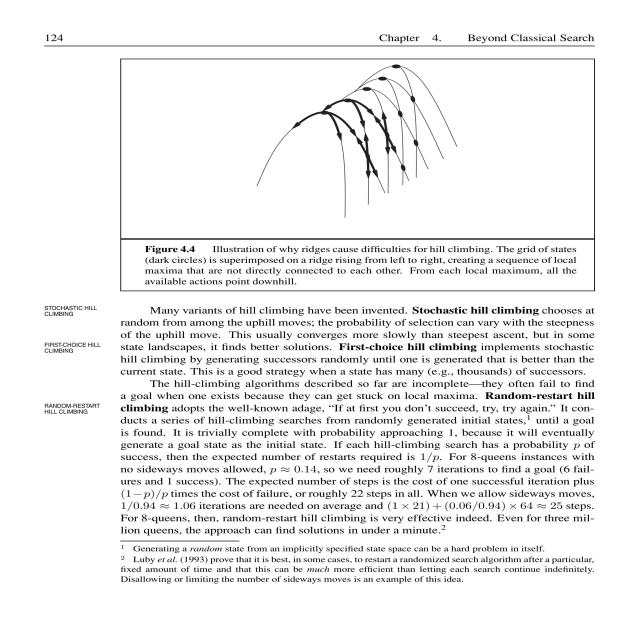 124 Chapter 4. Beyond Classical Search
Figure 4.4 Illustration of why ridges cause difficulties for hill climbing. The grid of states
(dark circles) is superimposed on a ridge rising from left to right, creating a sequence of local
maxima that are not directly connected to each other. From each local maximum, all the
available actions point downhill.
STOCHASTIC HILL
CLIMBING
Many variants of hill climbing have been invented. Stochastic hill climbing chooses at
random from among the uphill moves; the probability of selection can vary with the steepness
of the uphill move. This usually converges more slowly than steepest ascent, but in some
FIRST-CHOICE HILL
CLIMBING
state landscapes, it finds better solutions. First-choice hill climbing implements stochastic
hill climbing by generating successors randomly until one is generated that is better than the
current state. This is a good strategy when a state has many (e.g., thousands) of successors.
The hill-climbing algorithms described so far are incomplete—they often fail to find
a goal when one exists because they can get stuck on local maxima. Random-restart hill
RANDOM-RESTART
HILL CLIMBING
climbing adopts the well-known adage, “If at first you don’t succeed, try, try again.” It con-
ducts a series of hill-climbing searches from randomly generated initial states,¹ until a goal
is found. It is trivially complete with probability approaching 1, because it will eventually
generate a goal state as the initial state. If each hill-climbing search has a probability p of
success, then the expected number of restarts required is 1/p. For 8-queens instances with
no sideways moves allowed, p ≈ 0.14, so we need roughly 7 iterations to find a goal (6 fail-
ures and 1 success). The expected number of steps is the cost of one successful iteration plus
(1−p)/p times the cost of failure, or roughly 22 steps in all. When we allow sideways moves,
1/0.94 ≈ 1.06 iterations are needed on average and (1 × 21) + (0.06/0.94) × 64 ≈ 25 steps.
For 8-queens, then, random-restart hill climbing is very effective indeed. Even for three mil-
lion queens, the approach can find solutions in under a minute.²
¹ Generating a random state from an implicitly specified state space can be a hard problem in itself.
² Luby et al. (1993) prove that it is best, in some cases, to restart a randomized search algorithm after a particular,
fixed amount of time and that this can be much more efficient than letting each search continue indefinitely.
Disallowing or limiting the number of sideways moves is an example of this idea.